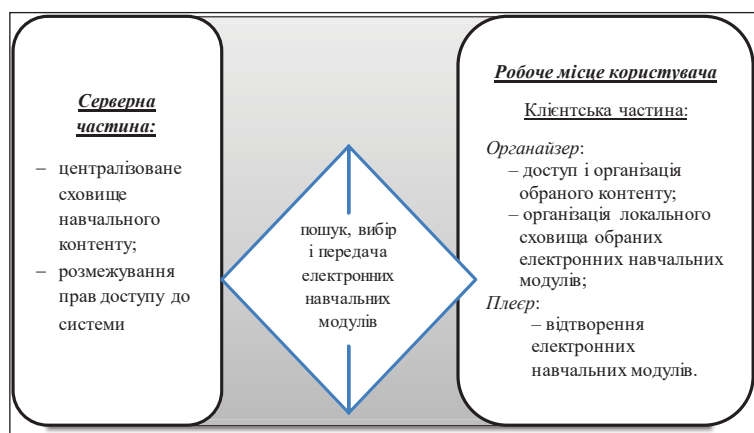 Серверна
частина:
– централізоване
сховище
навчального
контенту;
– розмежування
прав доступу до
системи
пошук, вибір
і передача
електронних
навчальних
модулів
Робоче місце користувача
Клієнтська частина:
Органайзер:
– доступ і організація
обраного контенту;
– організація локального
сховища обраних
електронних навчальних
модулів;
Плеєр:
– відтворення
електронних
навчальних модулів.